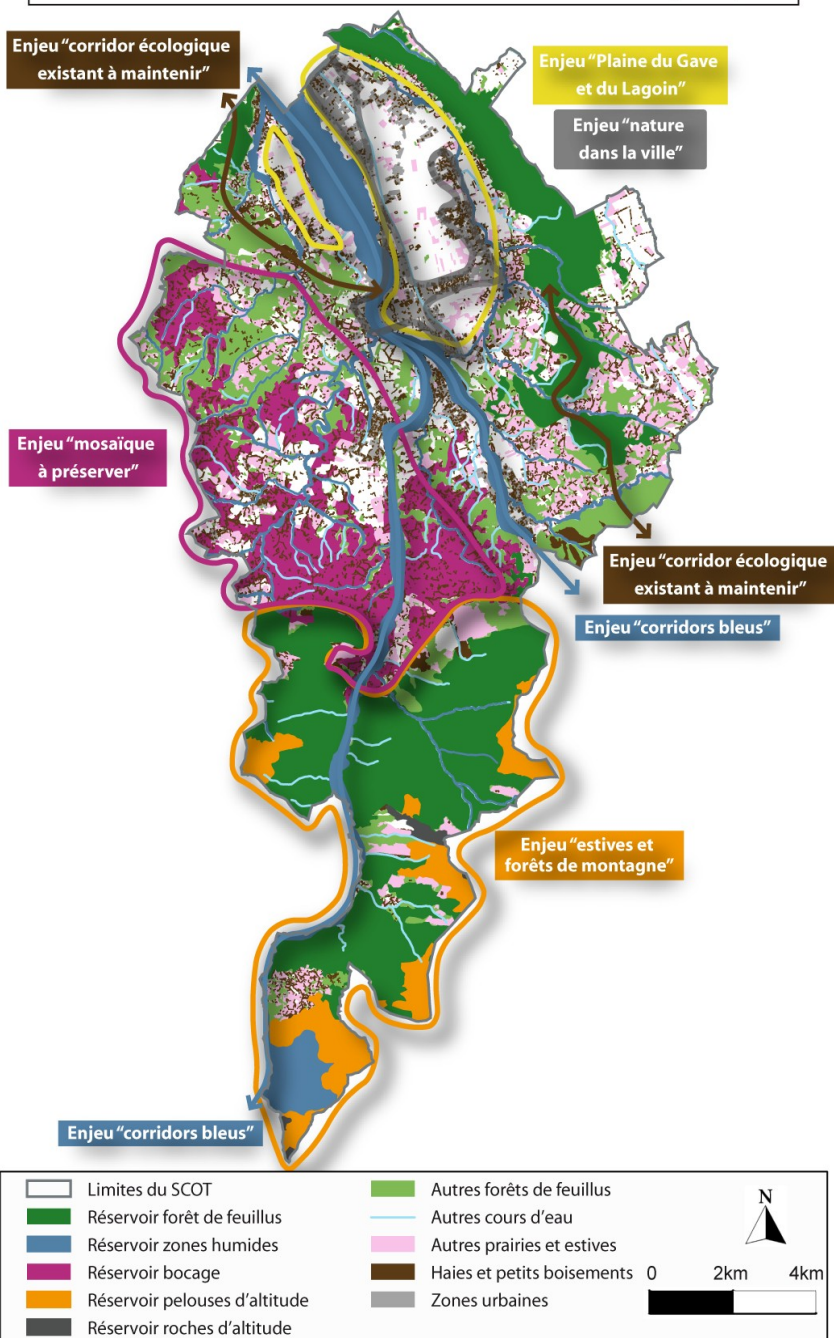 Enjeu “corridor écologique
existant à maintenir”
Enjeu “Plaine du Gave
et du Lagoin”
Enjeu “nature
dans la ville”
Enjeu “mosaïque
à préserver”
Enjeu “corridor écologique
existant à maintenir”
Enjeu “corridors bleus”
Enjeu “estives et
forêts de montagne”
Enjeu “corridors bleus”
Limites du SCOT
Réservoir forêt de feuillus
Réservoir zones humides
Réservoir bocage
Réservoir pelouses d'altitude
Réservoir roches d'altitude
Autres forêts de feuillus
Autres cours d'eau
Autres prairies et estives
Haies et petits boisements
Zones urbaines
N
0 2km 4km